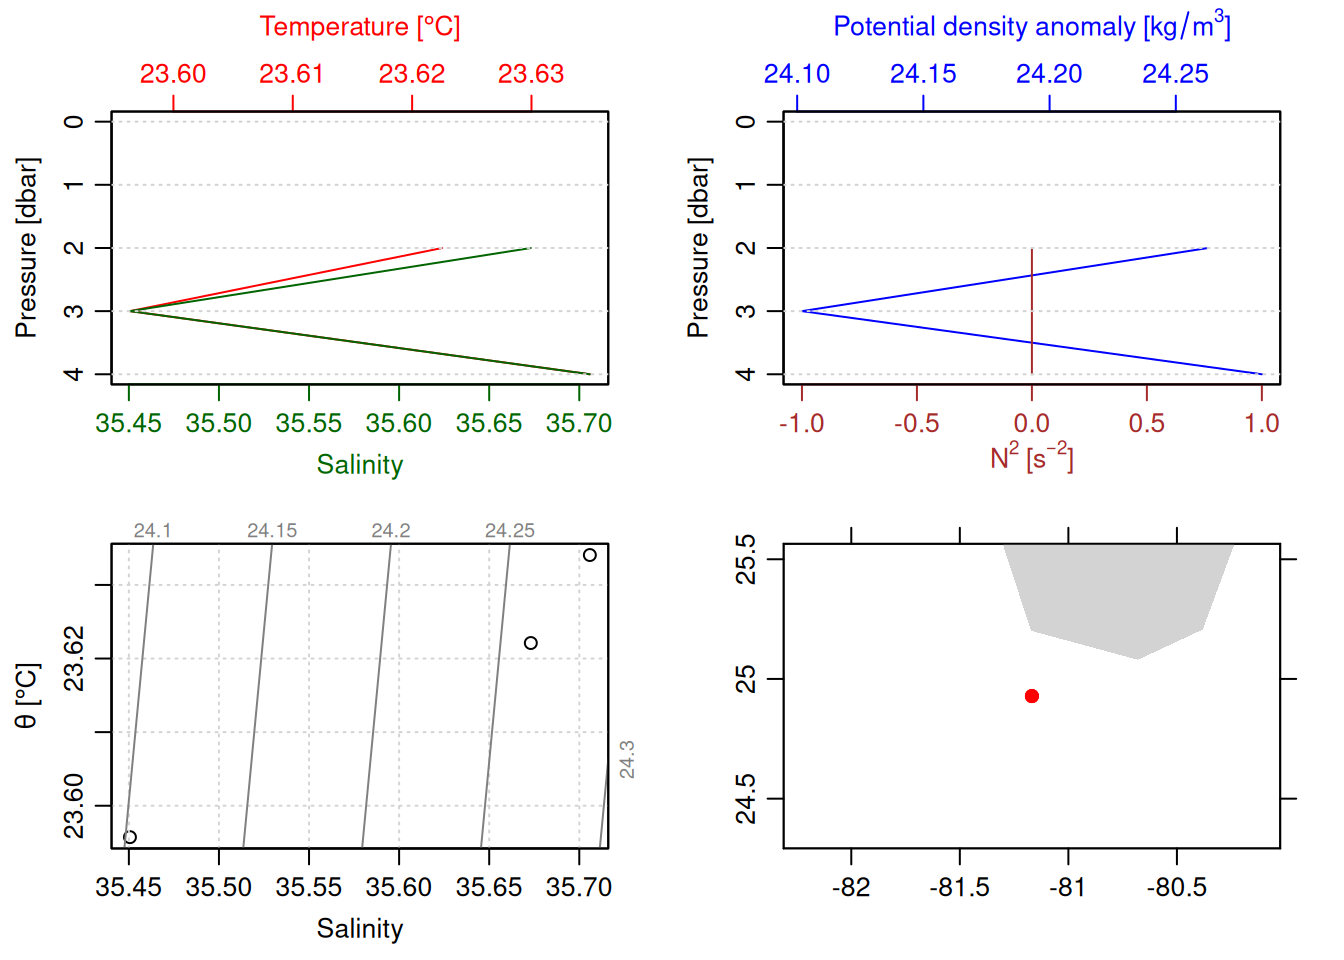 Temperature [°C]
23.60 23.61 23.62 23.63
0
1
2
3
4
Pressure [dbar]
35.45 35.50 35.55 35.60 35.65 35.70
Salinity
Potential density anomaly [kg/m³]
24.10 24.15 24.20 24.25
0
1
2
3
4
Pressure [dbar]
-1.0 -0.5 0.0 0.5 1.0
N² [s⁻²]
24.1 24.15 24.2 24.25
24.3
23.62
23.60
θ [°C]
35.45 35.50 35.55 35.60 35.65 35.70
Salinity
25.5
25
24.5
-82 -81.5 -81 -80.5